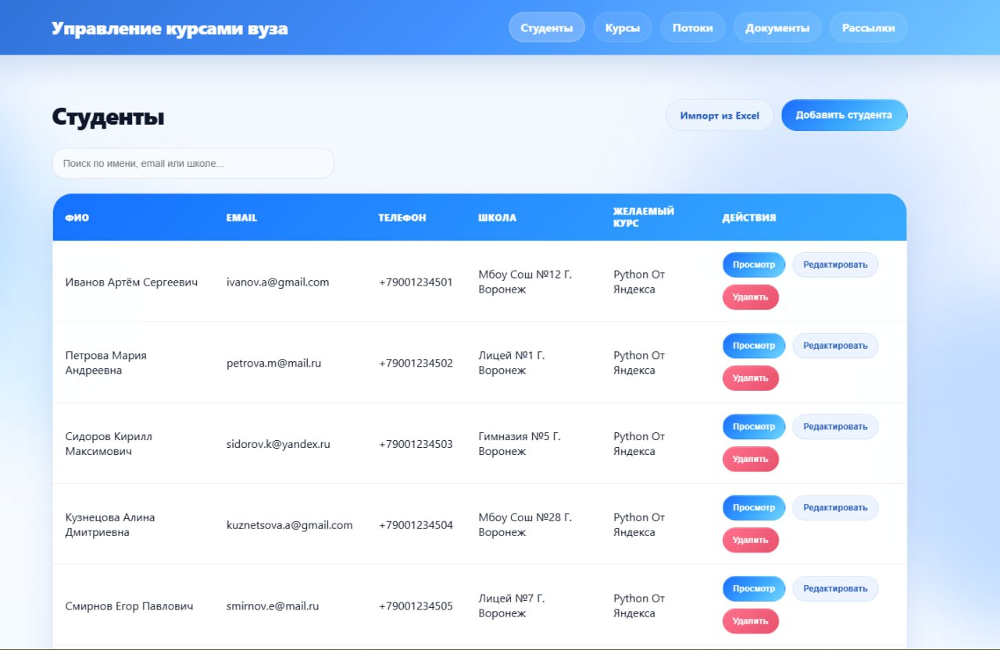 Управление курсами вуза
Студенты
Курсы
Потоки
Документы
Рассылки
Студенты
Импорт из Excel
Добавить студента
Поиск по имени, email или школе...
ФИО
EMAIL
ТЕЛЕФОН
ШКОЛА
ЖЕЛАЕМЫЙ
КУРС
ДЕЙСТВИЯ
Иванов Артём Сергеевич
ivanov.a@gmail.com
+79001234501
Мбоу Сош №12 Г.
Воронеж
Python От
Яндекса
Просмотр
Редактировать
Удалить
Петрова Мария
Андреевна
petrova.m@mail.ru
+79001234502
Лицей №1 Г.
Воронеж
Python От
Яндекса
Просмотр
Редактировать
Удалить
Сидоров Кирилл
Максимович
sidorov.k@yandex.ru
+79001234503
Гимназия №5 Г.
Воронеж
Python От
Яндекса
Просмотр
Редактировать
Удалить
Кузнецова Алина
Дмитриевна
kuznetsova.a@gmail.com
+79001234504
Мбоу Сош №28 Г.
Воронеж
Python От
Яндекса
Просмотр
Редактировать
Удалить
Смирнов Егор Павлович
smirnov.e@mail.ru
+79001234505
Лицей №7 Г.
Воронеж
Python От
Яндекса
Просмотр
Редактировать
Удалить